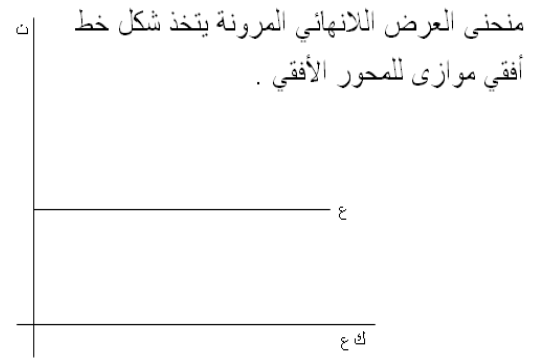 منحنى العرض اللانهائي المرونة يتخذ شكل خط
أفقي موازى للمحور الأفقي .
ث
ع
ك ع